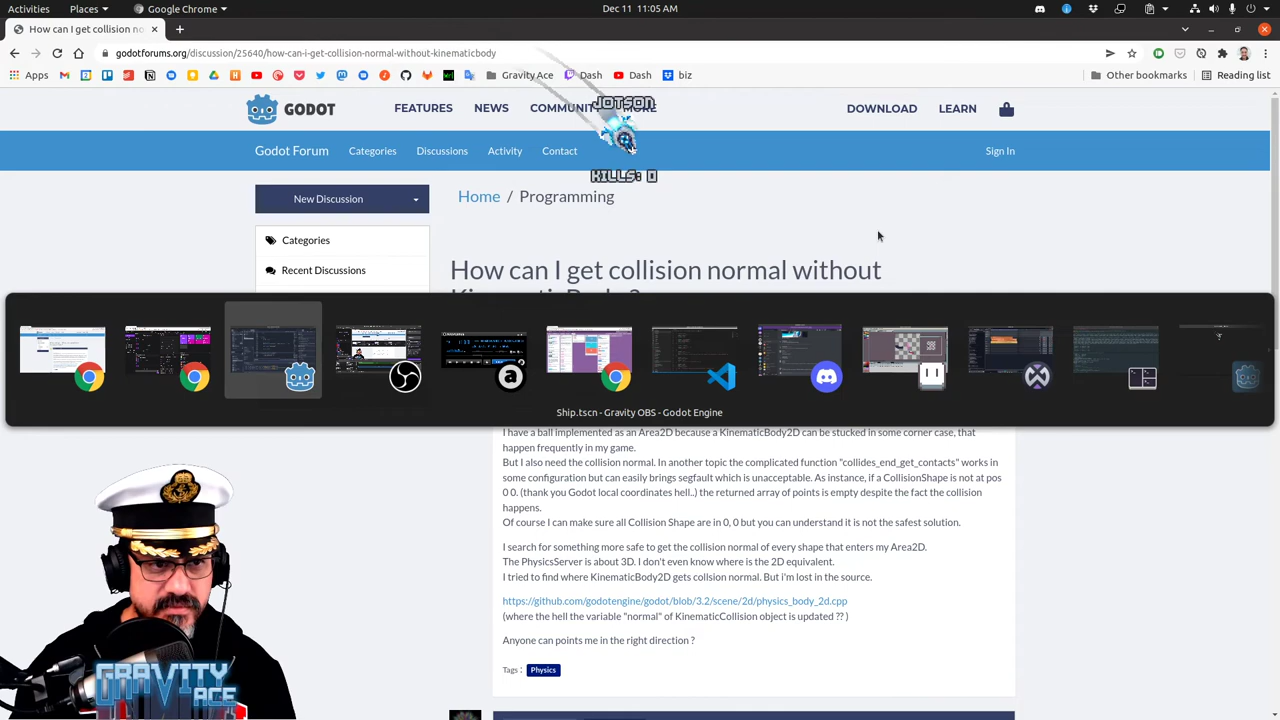 Activities Places Google Chrome Dec 11 11:05 AM
How can I get collision no
godotforums.org/discussion/25640/how-can-i-get-collision-normal-without-kinematicbody
Apps Gravity Ace Dash Dash biz Other bookmarks Reading list
GODOT FEATURES NEWS COMMUNITY MORE DOWNLOAD LEARN
JOTSON
Godot Forum Categories Discussions Activity Contact Sign In
KILLS: 0
New Discussion
Home / Programming
Categories
Recent Discussions
How can I get collision normal without
Ship.tscn - Gravity OBS - Godot Engine
I have a ball implemented as an Area2D because a KinematicBody2D can be stucked in some corner case, that
happen frequently in my game.
But I also need the collision normal. In another topic the complicated function "collides_end_get_contacts" works in
some configuration but can easily brings segfault which is unacceptable. As instance, if a CollisionShape is not at pos
0 0. (thank you Godot local coordinates hell..) the returned array of points is empty despite the fact the collision
happens.
Of course I can make sure all Collision Shape are in 0, 0 but you can understand it is not the safest solution.
I search for something more safe to get the collision normal of every shape that enters my Area2D.
The PhysicsServer is about 3D. I don't even know where is the 2D equivalent.
I tried to find where KinematicBody2D gets collsion normal. But i'm lost in the source.
https://github.com/godotengine/godot/blob/3.2/scene/2d/physics_body_2d.cpp
(where the hell the variable "normal" of KinematicCollision object is updated ?? )
Anyone can points me in the right direction ?
Tags : Physics
GRAVITY
ACE